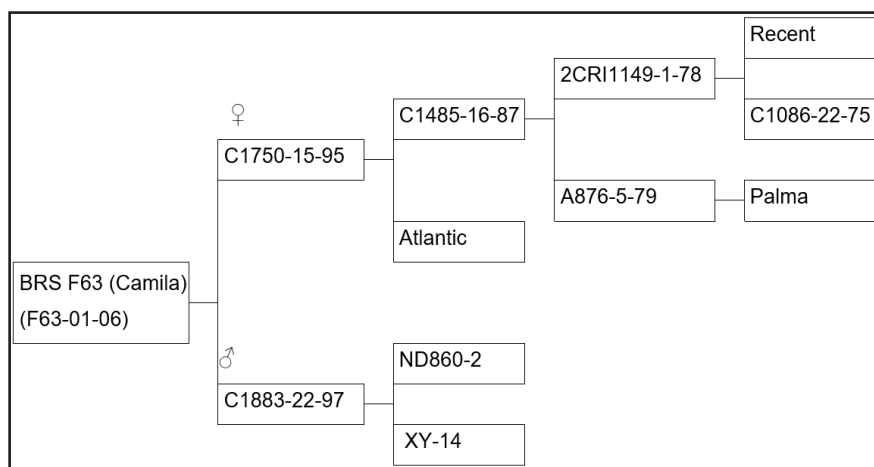 Recent
2CRI1149-1-78
♀
C1485-16-87
C1086-22-75
C1750-15-95
A876-5-79
Palma
Atlantic
BRS F63 (Camila)
(F63-01-06)
♂
ND860-2
C1883-22-97
XY-14